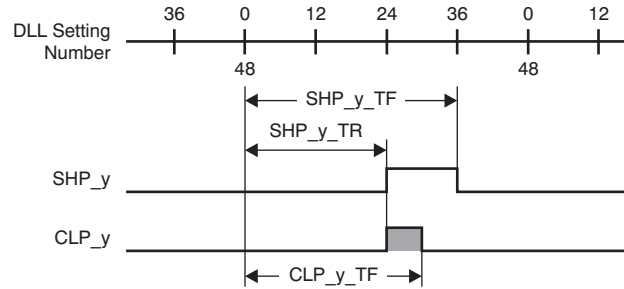 36 0 12 24 36 0 12
DLL Setting
Number
48 48
SHP_y_TF
SHP_y_TR
SHP_y
CLP_y
CLP_y_TF